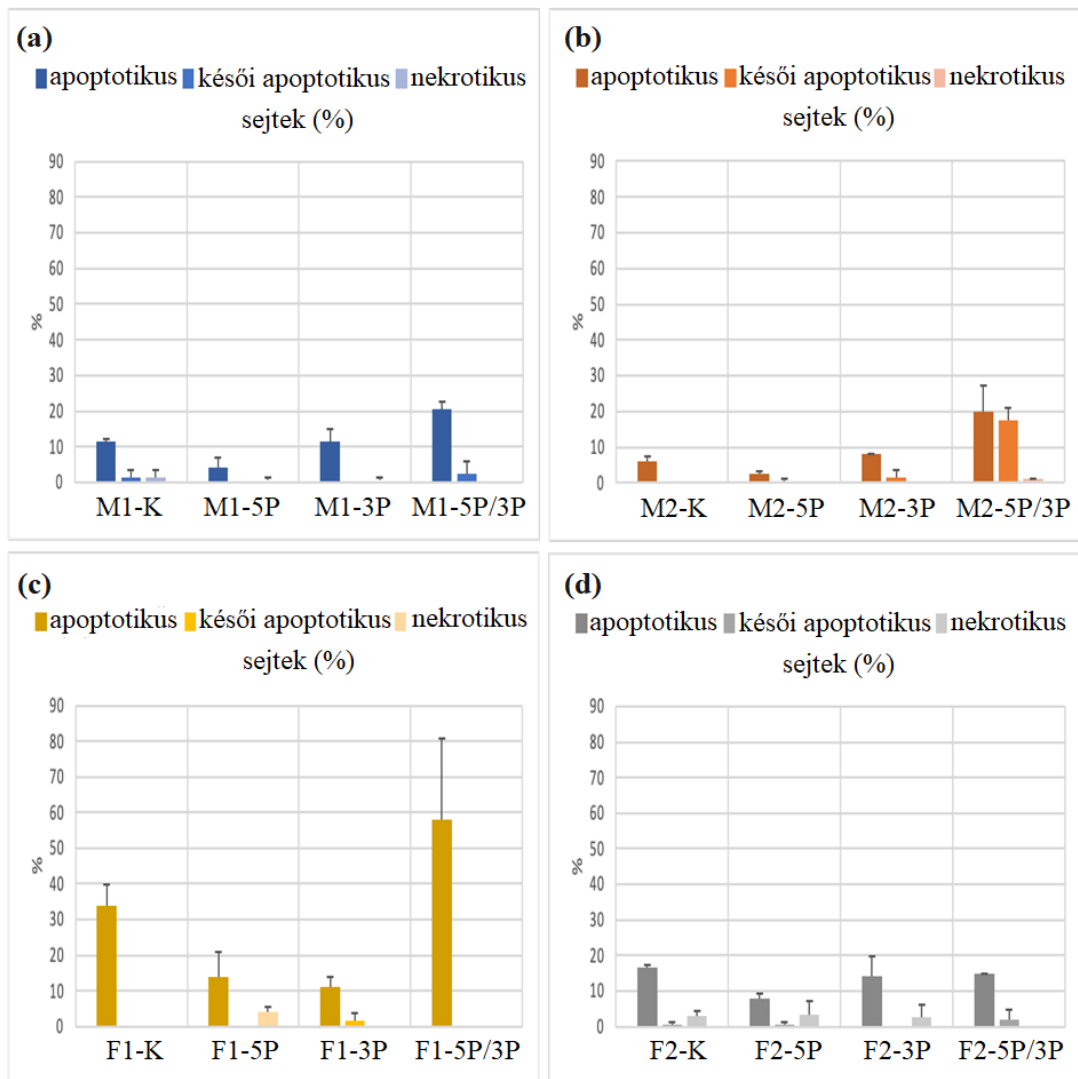 (a)
apoptotikus késői apoptotikus nekrotikus
sejtek (%)
90
80
70
60
50
40
30
20
10
0
%
M1-K M1-5P M1-3P M1-5P/3P
(b)
apoptotikus késői apoptotikus nekrotikus
sejtek (%)
90
80
70
60
50
40
30
20
10
0
%
M2-K M2-5P M2-3P M2-5P/3P
(c)
apoptotikus késői apoptotikus nekrotikus
sejtek (%)
90
80
70
60
50
40
30
20
10
0
%
F1-K F1-5P F1-3P F1-5P/3P
(d)
apoptotikus késői apoptotikus nekrotikus
sejtek (%)
90
80
70
60
50
40
30
20
10
0
%
F2-K F2-5P F2-3P F2-5P/3P